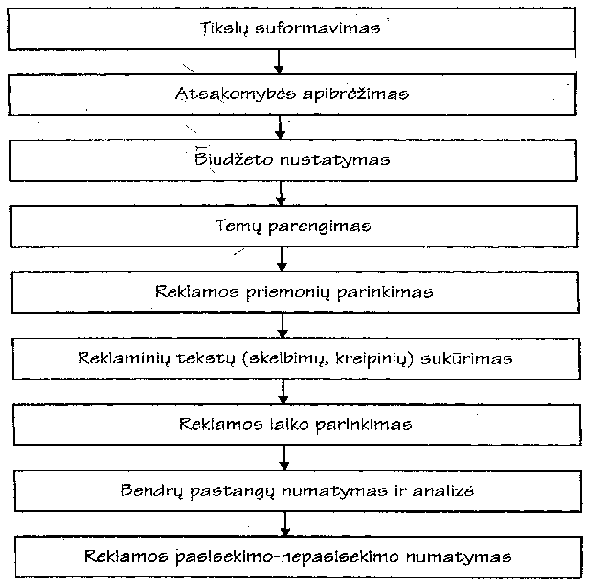 Tikslų suformavimas
Atsakomybės apibrėžimas
Biudžeto nustatymas
Temų parengimas
Reklamos priemonių parinkimas
Reklaminių tekstų (skelbimų, kreipinių) sukūrimas
Reklamos laiko parinkimas
Bendrų pastangų numatymas ir analizė
Reklamos pasisekimo-nepasisekimo numatymas